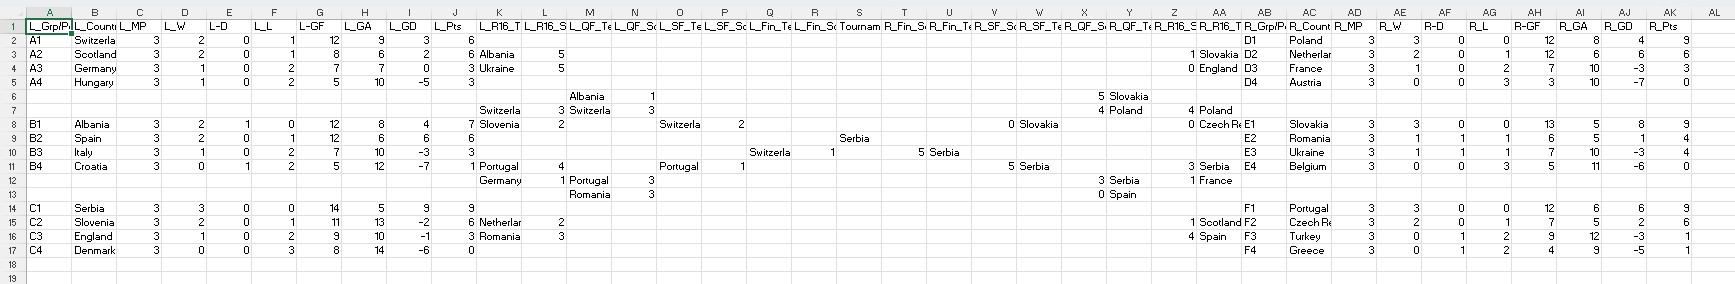 A B C D E F G H I J K L M N O P Q R S T U V W X Y Z AA AB AC AD AE AF AG AH AI AJ AK AL
1 L_Grp/P L_Count L_MP L_W L-D L_L L-GF L_GA L_GD L_Pts L_R16_T L_R16_S L_QF_Te L_QF_Sc L_SF_Te L_SF_Sc L_Fin_Te L_Fin_Sc Tournam R_Fin_Sc R_Fin_Te R_SF_Sc R_SF_Te R_QF_Sc R_QF_Te R_R16_S R_R16_T R_Grp/P R_Count R_MP R_W R-D R_L R-GF R_GA R_GD R_Pts
2 A1 Switzerla 3 2 0 1 12 9 3 6 D1 Poland 3 3 0 0 12 8 4 9
3 A2 Scotland 3 2 0 1 8 6 2 6 Albania 5 1 Slovakia D2 Netherlar 3 2 0 1 12 6 6 6
4 A3 Germany 3 1 0 2 7 7 0 3 Ukraine 5 0 England D3 France 3 1 0 2 7 10 -3 3
5 A4 Hungary 3 1 0 2 5 10 -5 3 D4 Austria 3 0 0 3 3 10 -7 0
6 Albania 1 5 Slovakia
7 Switzerla 3 Switzerla 3 4 Poland 4 Poland
8 B1 Albania 3 2 1 0 12 8 4 7 Slovenia 2 Switzerla 2 0 Slovakia 0 Czech Re E1 Slovakia 3 3 0 0 13 5 8 9
9 B2 Spain 3 2 0 1 12 6 6 6 Serbia E2 Romania 3 1 1 1 6 5 1 4
10 B3 Italy 3 1 0 2 7 10 -3 3 Switzerla 1 5 Serbia E3 Ukraine 3 1 1 1 7 10 -3 4
11 B4 Croatia 3 0 1 2 5 12 -7 1 Portugal 4 Portugal 1 5 Serbia 3 Serbia E4 Belgium 3 0 0 3 5 11 -6 0
12 Germany 1 Portugal 3 3 Serbia 1 France
13 Romania 3 0 Spain
14 C1 Serbia 3 3 0 0 14 5 9 9 F1 Portugal 3 3 0 0 12 6 6 9
15 C2 Slovenia 3 2 0 1 11 13 -2 6 Netherlar 2 1 Scotland F2 Czech Re 3 2 0 1 7 5 2 6
16 C3 England 3 1 0 2 9 10 -1 3 Romania 3 4 Spain F3 Turkey 3 0 1 2 9 12 -3 1
17 C4 Denmark 3 0 0 3 8 14 -6 0 F4 Greece 3 0 1 2 4 9 -5 1
18
19